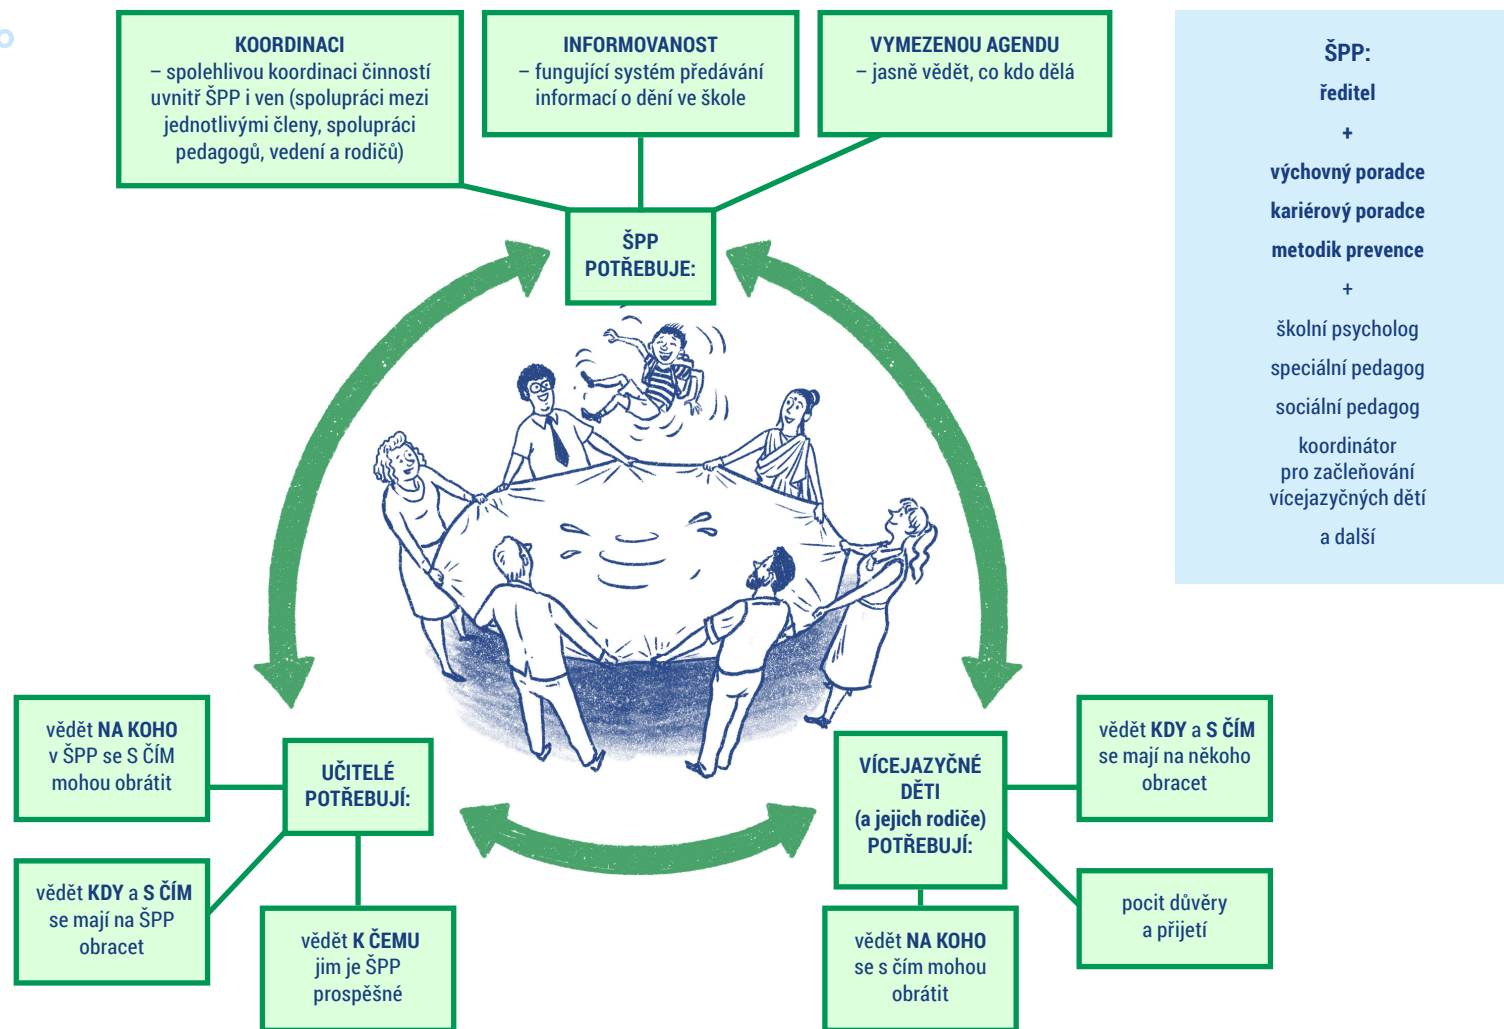 KOORDINACI
– spolehlivou koordinaci činností
uvnitř ŠPP i ven (spolupráci mezi
jednotlivými členy, spolupráci
pedagogů, vedení a rodičů)
INFORMOVANOST
– fungující systém předávání
informací o dění ve škole
VYMEZENOU AGENDU
– jasně vědět, co kdo dělá
ŠPP:
ředitel
+
výchovný poradce
kariérový poradce
metodik prevence
+
školní psycholog
speciální pedagog
sociální pedagog
koordinátor
pro začleňování
vícejazyčných dětí
a další
ŠPP
POTŘEBUJE:
vědět NA KOHO
v ŠPP se S ČÍM
mohou obrátit
UČITELÉ
POTŘEBUJÍ:
vědět KDY a S ČÍM
se mají na ŠPP
obracet
vědět K ČEMU
jim je ŠPP
prospěšné
VÍCEJAZYČNÉ
DĚTI
(a jejich rodiče)
POTŘEBUJÍ:
vědět KDY a S ČÍM
se mají na někoho
obracet
pocit důvěry
a přijetí
vědět NA KOHO
se s čím mohou
obrátit